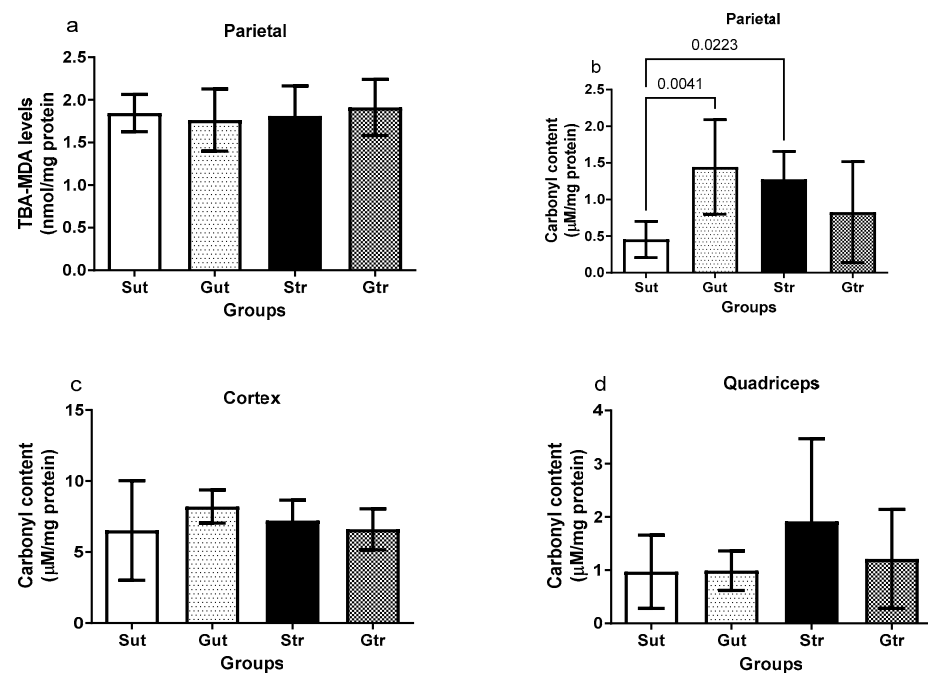 a
Parietal
TBA-MDA levels
(nmol/mg protein)
2.5
2.0
1.5
1.0
0.5
0.0
Sut Gut Str Gtr
Groups
Parietal
b
0.0223
0.0041
Carbonyl content
(μM/mg protein)
2.5
2.0
1.5
1.0
0.5
0.0
Sut Gut Str Gtr
Groups
c
Cortex
Carbonyl content
(μM/mg protein)
15
10
5
0
Sut Gut Str Gtr
Groups
d
Quadriceps
Carbonyl content
(μM/mg protein)
4
3
2
1
0
Sut Gut Str Gtr
Groups